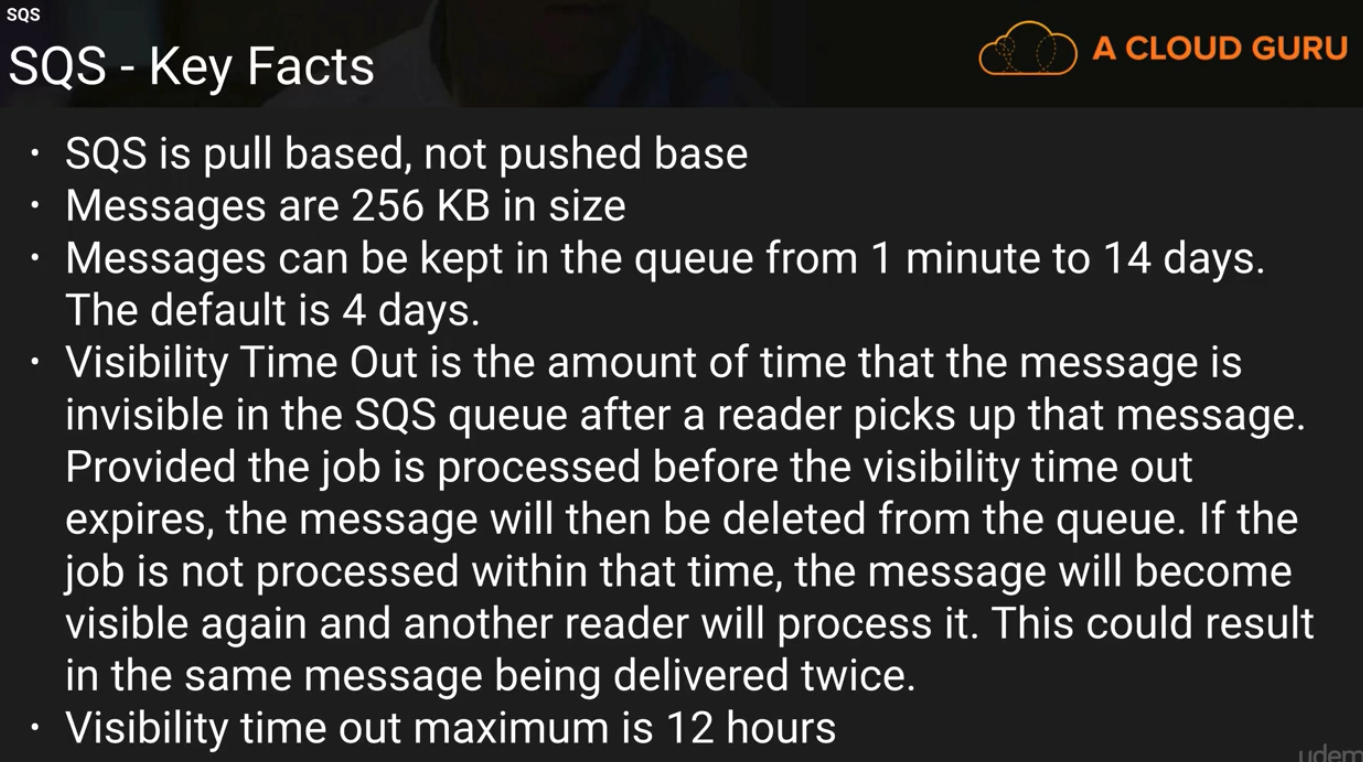 SQS
SQS - Key Facts
A CLOUD GURU
• SQS is pull based, not pushed base
• Messages are 256 KB in size
• Messages can be kept in the queue from 1 minute to 14 days.
The default is 4 days.
• Visibility Time Out is the amount of time that the message is
invisible in the SQS queue after a reader picks up that message.
Provided the job is processed before the visibility time out
expires, the message will then be deleted from the queue. If the
job is not processed within that time, the message will become
visible again and another reader will process it. This could result
in the same message being delivered twice.
• Visibility time out maximum is 12 hours